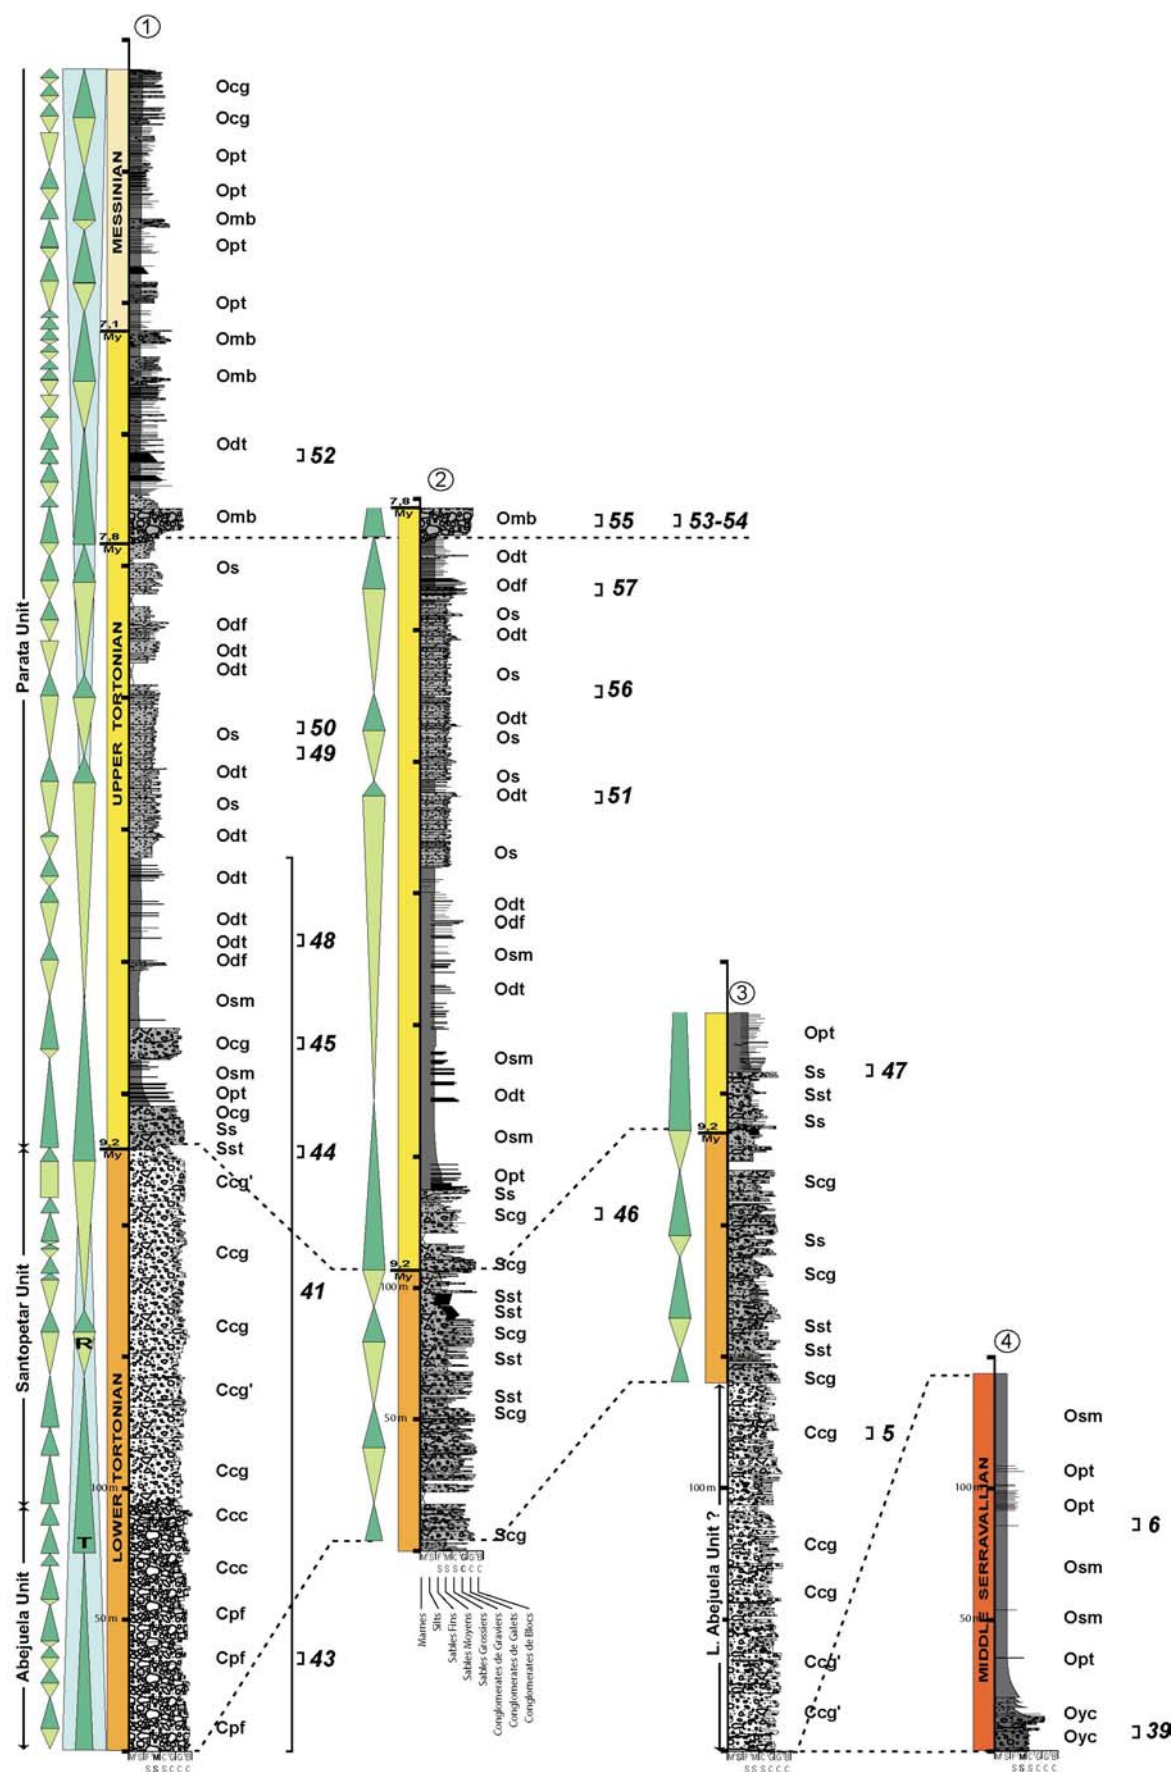 ①
Ocg
Ocg
Opt
Opt
Omb
Opt
Opt
Omb
Omb
Odt
Omb
Os
Odf
Odt
Odt
Os
Odt
Os
Odt
Odt
Odt
Odt
Odf
Osm
Ocg
Osm
Opt
Ocg
Ss
Sst
Ccg'
Ccg
Ccg
Ccg'
Ccg
Ccc
Ccc
Cpf
Cpf
Cpf
MESSINIAN
UPPER TORTONIAN
LOWER TORTONIAN
7,1
My
7,8
9,2
My
R
T
100 m
50 m
Parata Unit
Santopetar Unit
Abejuela Unit
52
50
49
48
45
44
41
43
②
7,8
My
Omb
Odt
Odf
Os
Odt
Os
Odt
Os
Os
Odt
Os
Odt
Odf
Osm
Odt
Osm
Odt
Osm
Opt
Ss
Scg
Scg
Sst
Sst
Scg
Sst
Sst
Scg
Scg
9,2
My
100 m
50 m
55
53-54
57
56
51
46
Marnes
Silts
Sables Fins
Sables Moyens
Sables Grossiers
Conglomerates de Graviers
Conglomerates de Galets
Conglomerates de Blocs
③
Opt
Ss
Sst
Ss
Scg
Ss
Scg
Sst
Sst
Scg
Ccg
Ccg
Ccg
Ccg'
Ccg'
9,2
My
100 m
L. Abejuela Unit ?
47
5
④
Osm
Opt
Opt
Osm
Osm
Opt
Oyc
Oyc
MIDDLE SERRAVALLIAN
100 m
50 m
6
39